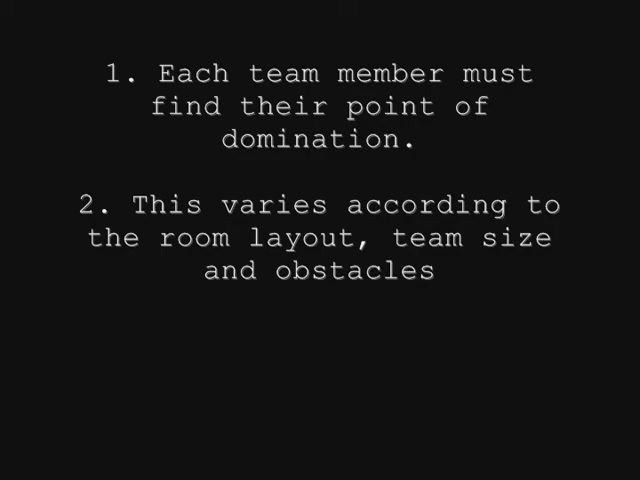 1. Each team member must
find their point of
domination.
2. This varies according to
the room layout, team size
and obstacles